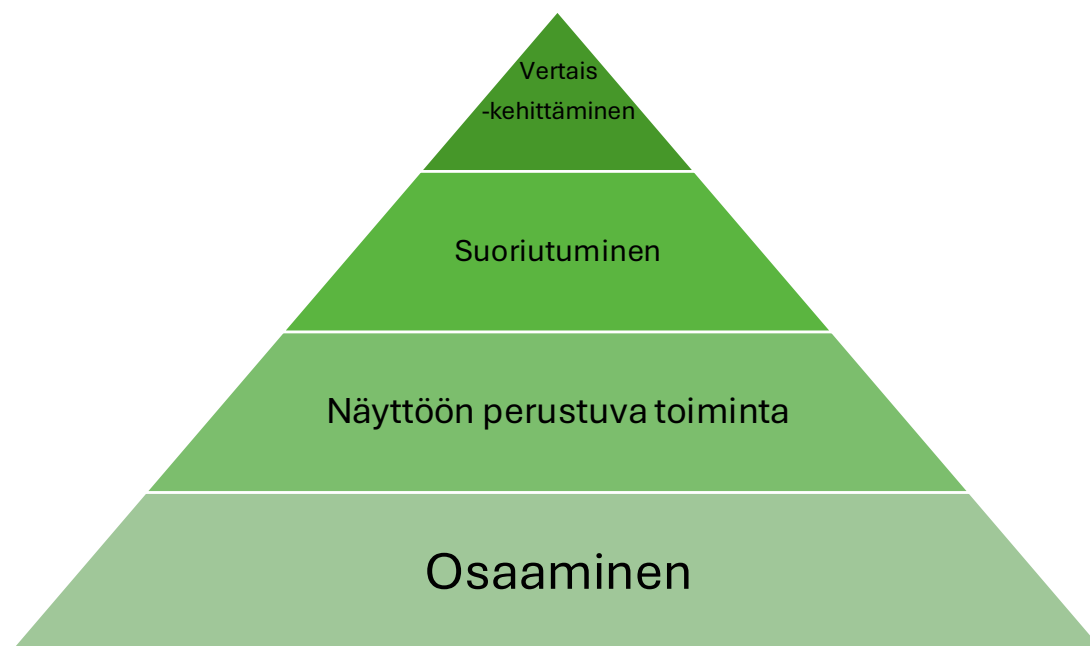 Vertais
-kehittäminen
Suoriutuminen
Näyttöön perustuva toiminta
Osaaminen